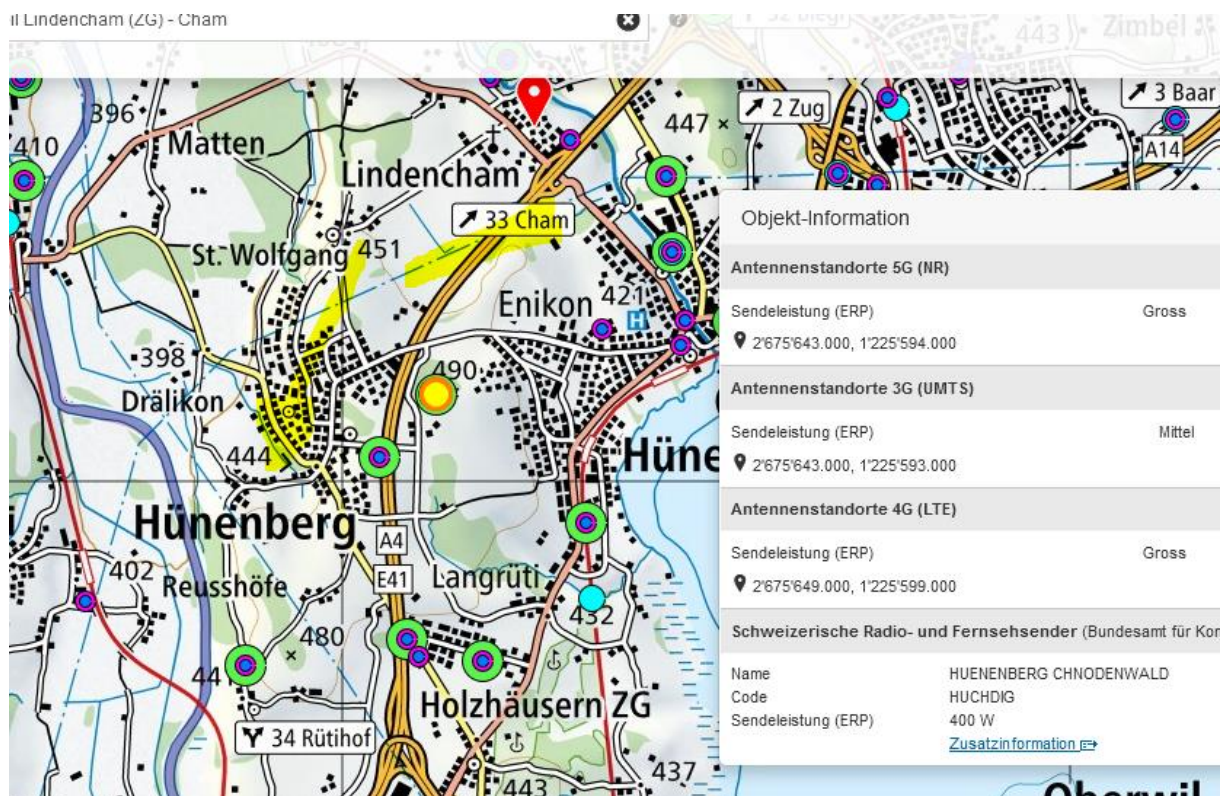 il Lindencham (ZG) - Cham
32 Blegi
443
Zimbel
396
Matten
410
447
2 Zug
3 Baar
A14
Lindencham
33 Cham
St. Wolfgang
451
Enikon
421
H
398
490
Drälikon
444
Hüne
Hünenberg
A4
E41
Langrüti
402
Reusshöfe
432
480
44
Holzhäusern ZG
34 Rütihof
437
443
Oberwil
Objekt-Information
Antennenstandorte 5G (NR)
Sendeleistung (ERP) Gross
2'675'643.000, 1'225'594.000
Antennenstandorte 3G (UMTS)
Sendeleistung (ERP) Mittel
2'675'643.000, 1'225'593.000
Antennenstandorte 4G (LTE)
Sendeleistung (ERP) Gross
2'675'649.000, 1'225'599.000
Schweizerische Radio- und Fernsehsender (Bundesamt für Kor
Name HUENENBERG CHNODENWALD
Code HUCHDIG
Sendeleistung (ERP) 400 W
Zusatzinformation